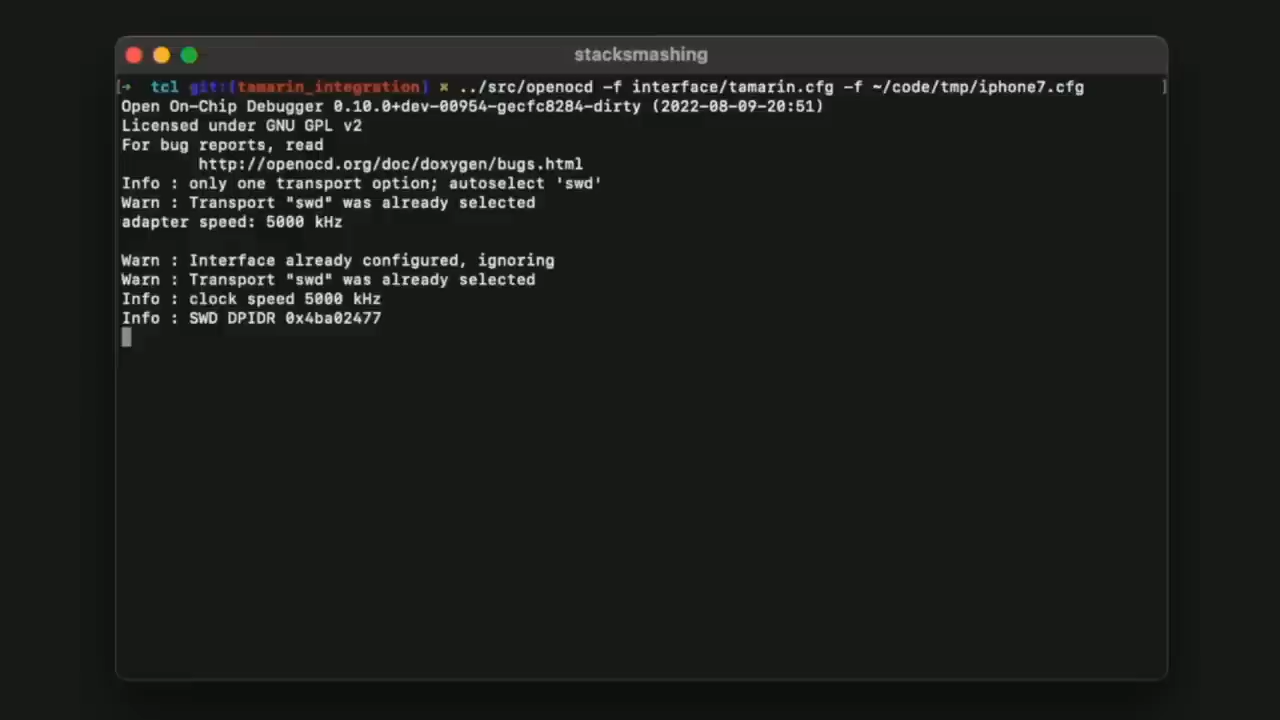 stacksmashing
[➜  tcl git:(tamarin_integration) ✗ ../src/openocd -f interface/tamarin.cfg -f ~/code/tmp/iphone7.cfg ]
Open On-Chip Debugger 0.10.0+dev-00954-gecfc8284-dirty (2022-08-09-20:51)
Licensed under GNU GPL v2
For bug reports, read
http://openocd.org/doc/doxygen/bugs.html
Info : only one transport option; autoselect 'swd'
Warn : Transport "swd" was already selected
adapter speed: 5000 kHz
Warn : Interface already configured, ignoring
Warn : Transport "swd" was already selected
Info : clock speed 5000 kHz
Info : SWD DPIDR 0x4ba02477